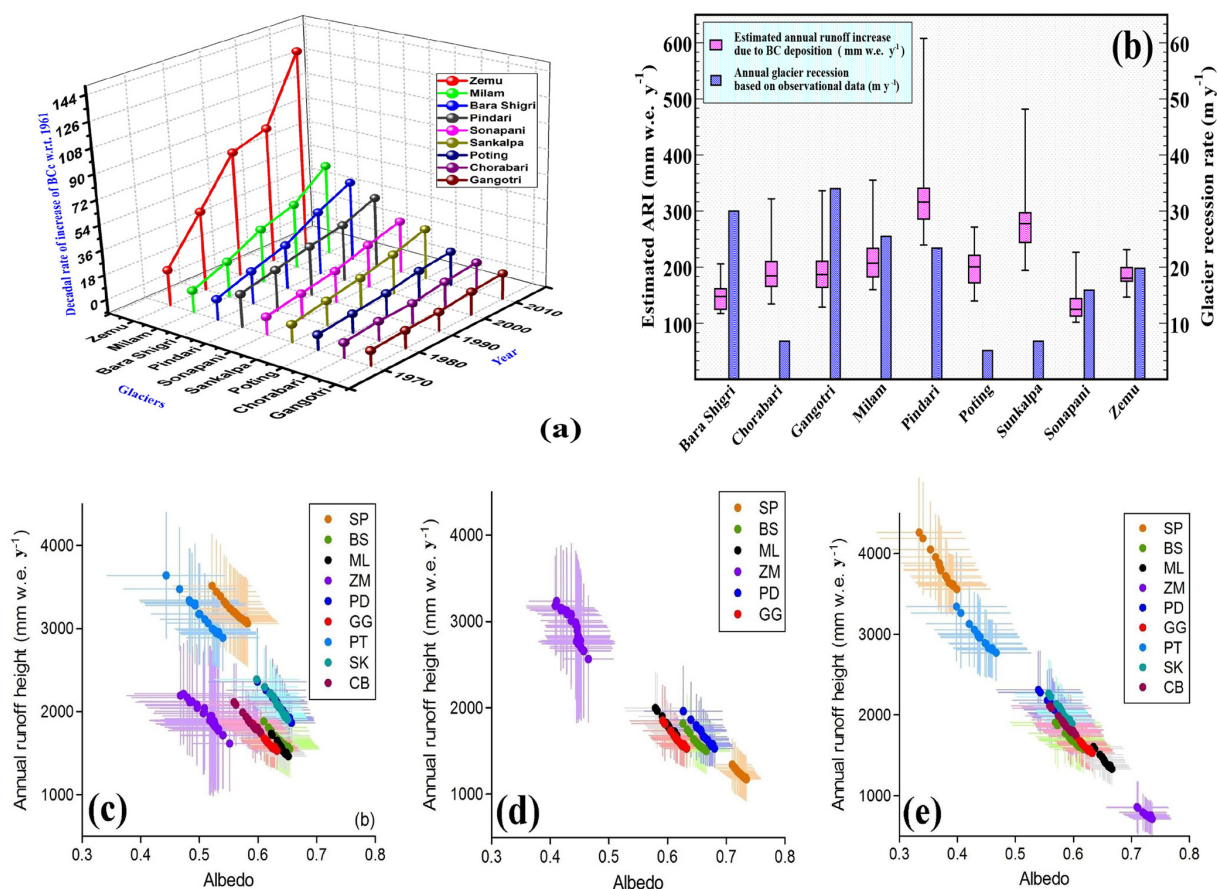 Decadal rate of increase of BCc w.r.t. 1961
144
126
108
90
72
54
36
18
0
Zemu
Milam
Bara Shigri
Pindari
Sonapani
Sankalpa
Poting
Chorabari
Gangotri
Zemu
Milam
Bara Shigri
Pindari
Sonapani
Sankalpa
Poting
Chorabari
Gangotri
Glaciers
1970
1980
1990
2000
2010
Year
(a)
Estimated ARI (mm w.e. y-1)
600
500
400
300
200
100
Estimated annual runoff increase
due to BC deposition ( mm w.e. y-1)
Annual glacier recession
based on observational data (m y-1)
(b)
60
50
40
30
20
10
Glacier recession rate (m y-1)
Bara Shigri
Chorabari
Gangotri
Milam
Pindari
Poting
Sunkalpa
Sonapani
Zemu
Annual runoff height (mm w.e. y-1)
4000
3000
2000
1000
SP
BS
ML
ZM
PD
GG
PT
SK
CB
(c)
(b)
0.3 0.4 0.5 0.6 0.7 0.8
Albedo
Annual runoff height (mm w.e. y-1)
4000
3000
2000
1000
SP
BS
ML
ZM
PD
GG
(d)
0.3 0.4 0.5 0.6 0.7 0.8
Albedo
Annual runoff height (mm w.e. y-1)
4000
3000
2000
1000
SP
BS
ML
ZM
PD
GG
PT
SK
CB
(e)
0.3 0.4 0.5 0.6 0.7 0.8
Albedo